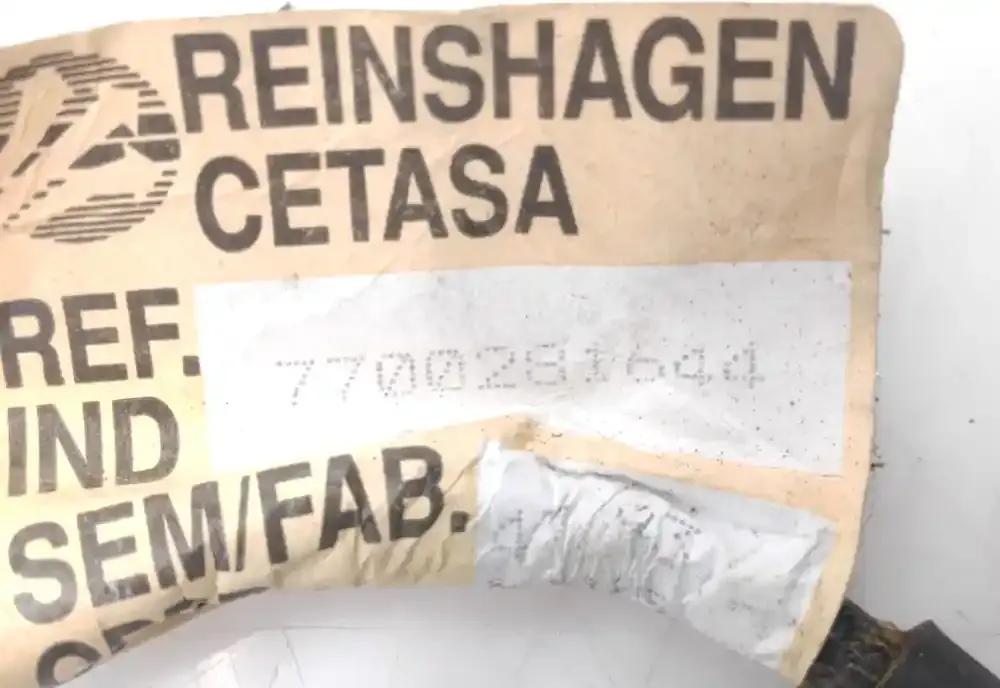 REINSHAGEN
CETASA
REF. 7700281644
IND
SEM/FAB.